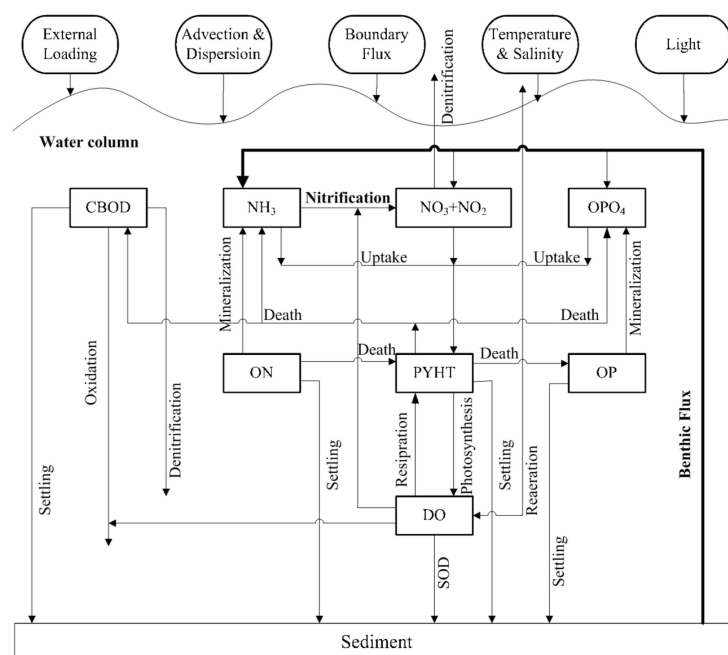 External
Loading
Advection &
Dispersioin
Boundary
Flux
Temperature
& Salinity
Light
Denitrification
Water column
CBOD
NH₃
Nitrification
NO₃+NO₂
OPO₄
Uptake
Uptake
Mineralization
Mineralization
Death
Death
ON
Death
PYHT
Death
OP
Oxidation
Denitrification
Settling
Settling
Resipration
Photosynthesis
Settling
Reaeration
Settling
Benthic Flux
DO
SOD
Sediment